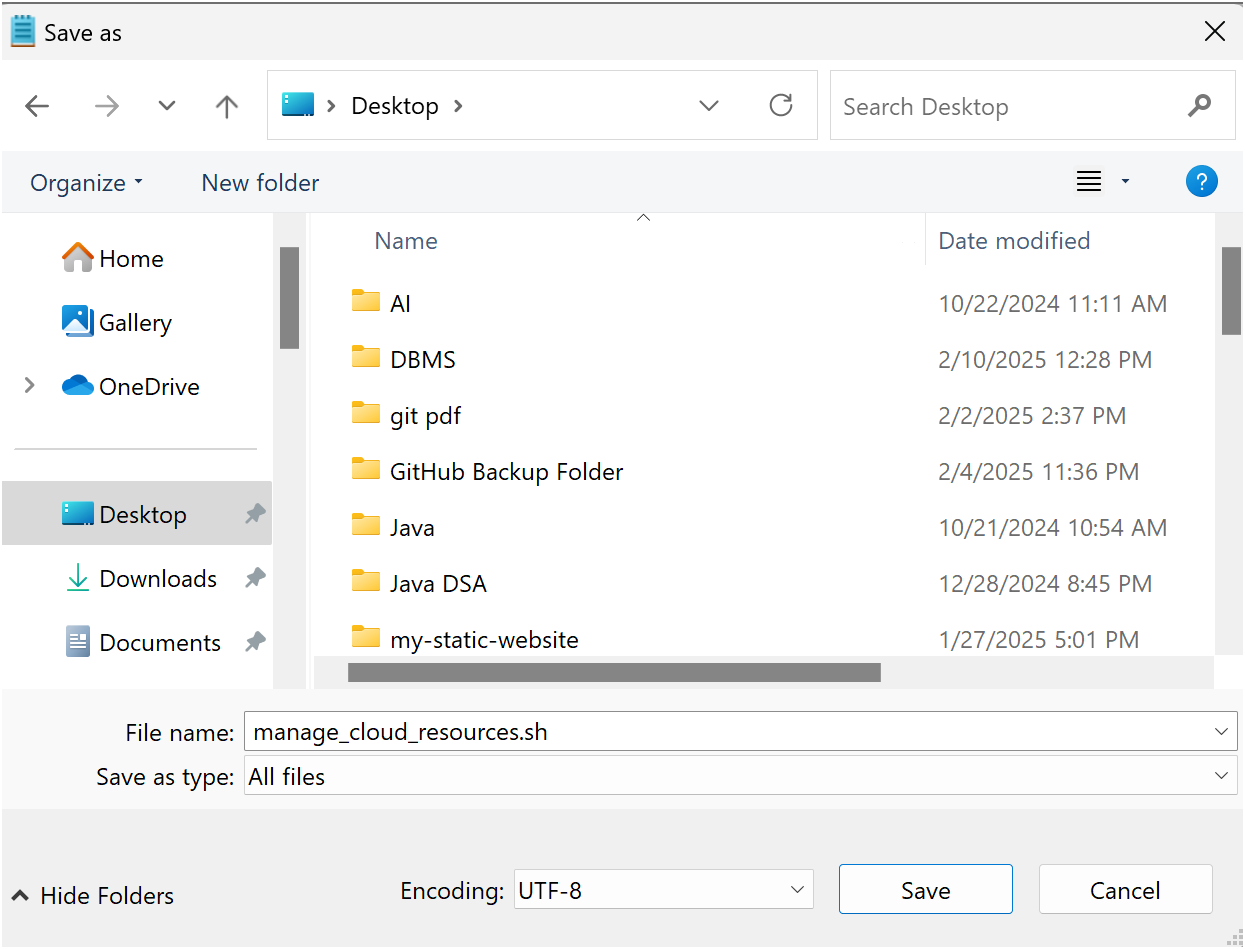 Save as
Desktop
Search Desktop
Organize
New folder
?
Home
Gallery
OneDrive
Desktop
Downloads
Documents
Name Date modified
AI 10/22/2024 11:11 AM
DBMS 2/10/2025 12:28 PM
git pdf 2/2/2025 2:37 PM
GitHub Backup Folder 2/4/2025 11:36 PM
Java 10/21/2024 10:54 AM
Java DSA 12/28/2024 8:45 PM
my-static-website 1/27/2025 5:01 PM
File name: manage_cloud_resources.sh
Save as type: All files
Hide Folders
Encoding: UTF-8
Save
Cancel